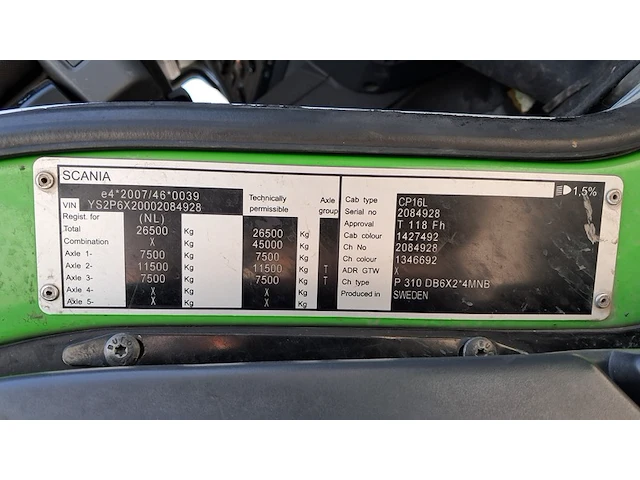 SCANIA
e4*2007/46*0039
VIN YS2P6X20002084928
Technically permissible
Axle group
Regist. for (NL)
Total 26500 Kg 26500 Kg
Combination X Kg 45000 Kg
Axle 1- 7500 Kg 7500 Kg
Axle 2- 11500 Kg 11500 Kg T
Axle 3- 7500 Kg 7500 Kg T
Axle 4- X Kg X Kg
Axle 5- X Kg X Kg
1,5%
Cab type CP16L
Serial no 2084928
Approval T 118 Fh
Cab colour 1427492
Ch No 2084928
Ch colour 1346692
ADR GTW X
Ch type P 310 DB6X2*4MNB
Produced in SWEDEN